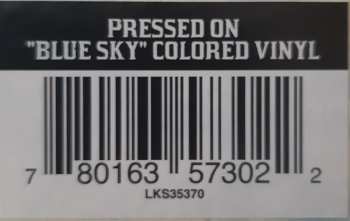 PRESSED ON
"BLUE SKY" COLORED VINYL
7 80163 57302 2
LKS35370